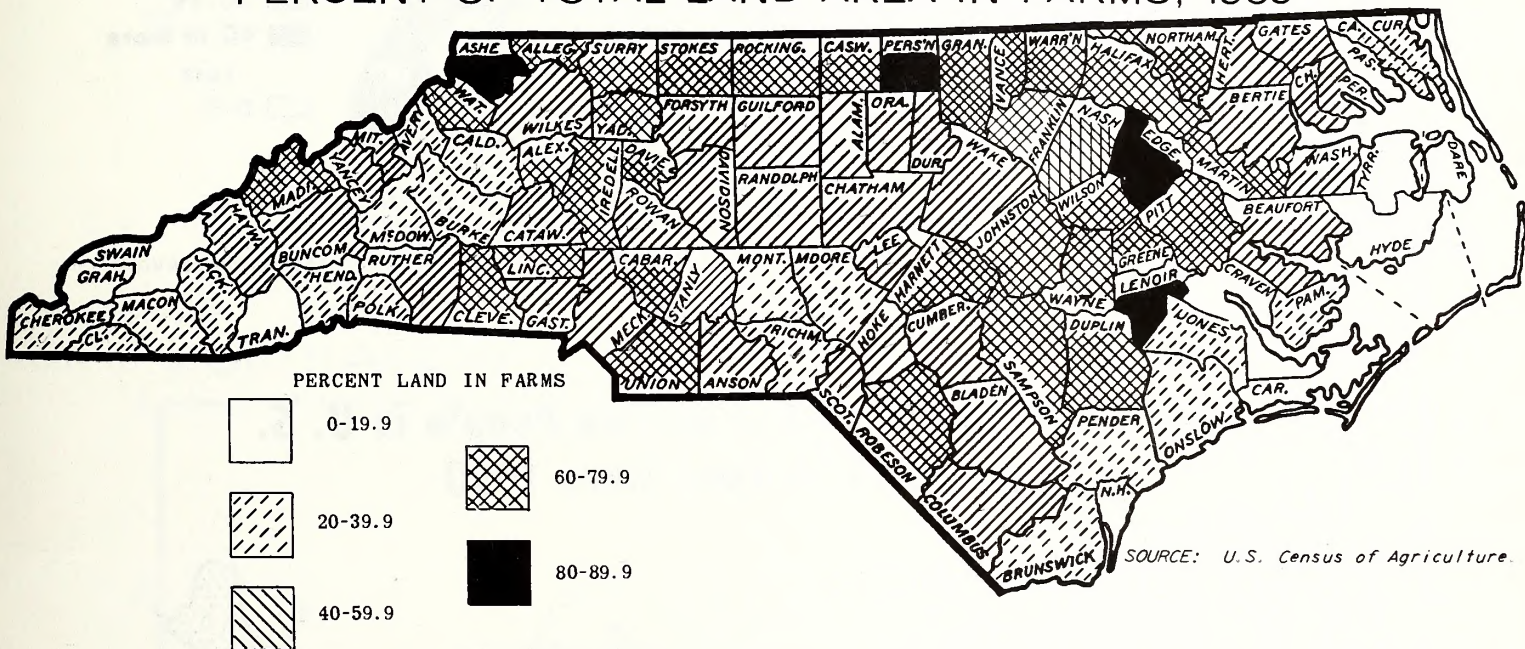 PERCENT OF TOTAL LAND AREA IN FARMS,
ASHE ALLEG. SURRY STOKES ROCKING. CASW. PERS'N GRAN. VANCE WARR'N HALIFAX NORTHAM. HERT. GATES CA. CUR. PAS. PER. CH.
WAT. WILKES YAD. FORSYTH GUILFORD ALAM. ORA. DUR. FRANKLIN NASH EDGE. BERTIE
MIT. AVERY CALD. ALEX. IREDELL DAVIE DAVIDSON RANDOLPH CHATHAM WAKE WILSON MARTIN WASH. TYRR. DARE
MADI. YANCEY McDOW. BURKE CATAW. ROWAN JOHNSTON PITT BEAUFORT HYDE
SWAIN HAYW. BUNCOM. RUTHER. LINC. CABAR. STANLY MONT. MOORE LEE HARNETT GREENE
GRAH. JACK. HEND. WAYNE LENOIR CRAVEN PAM.
CHEROKEE MACON TRAN. POLK CLEVE. GAST. MECK. RICHM. HOKE CUMBER. SAMPSON DUPLIN JONES
CL. UNION ANSON SCOT. ROBESON BLADEN PENDER ONSLOW CAR.
COLUMBUS BRUNSWICK N.H.
PERCENT LAND IN FARMS
0-19.9
20-39.9
40-59.9
60-79.9
80-89.9
SOURCE: U.S. Census of Agriculture.